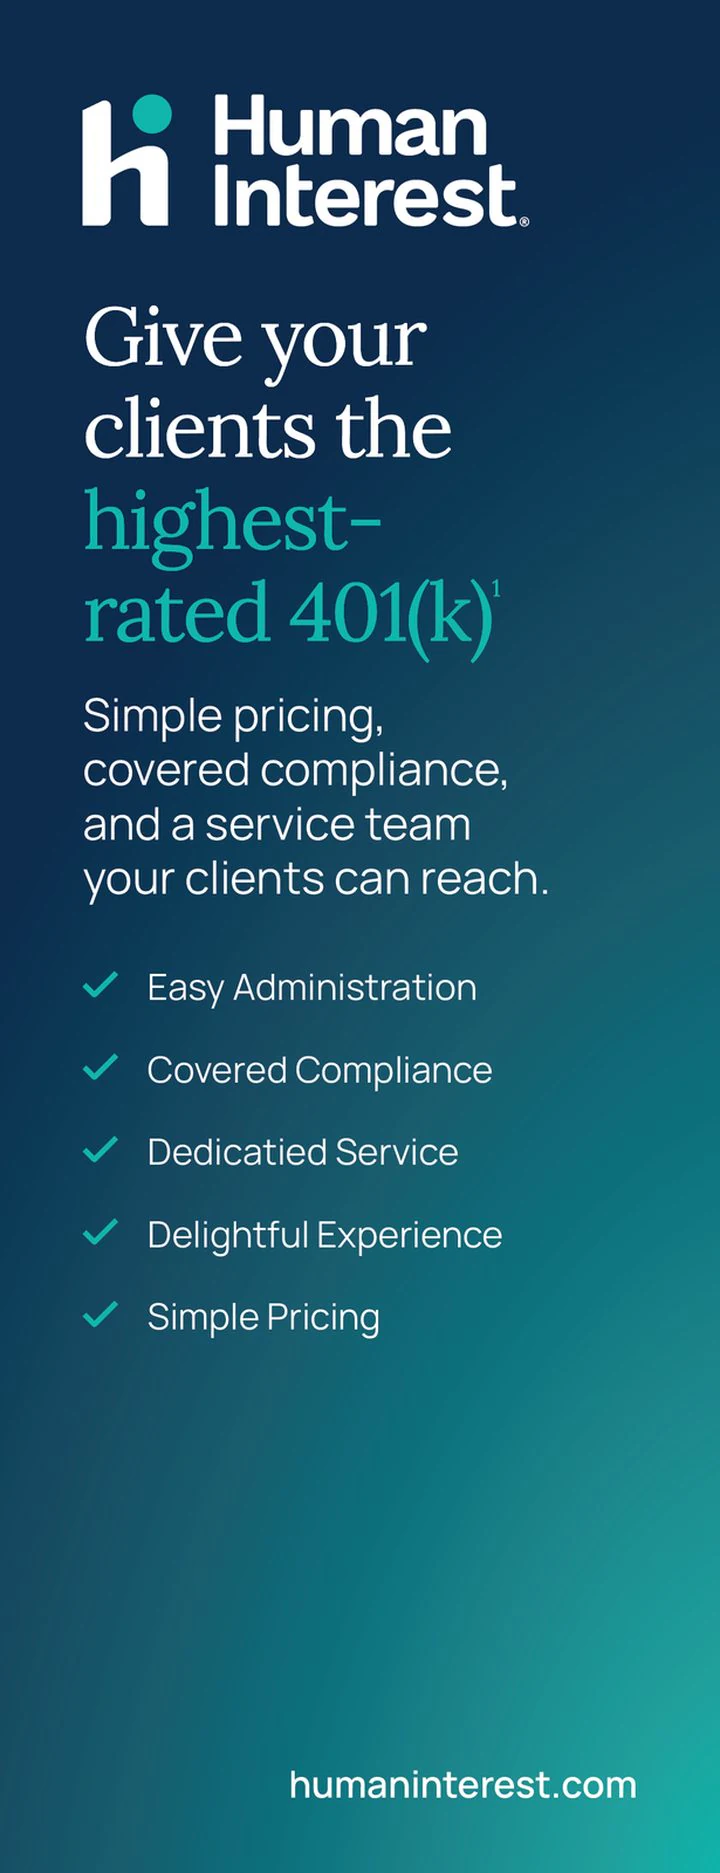 Human
Interest®
Give your
clients the
highest-
rated 401(k)¹
Simple pricing,
covered compliance,
and a service team
your clients can reach.
Easy Administration
Covered Compliance
Dedicatied Service
Delightful Experience
Simple Pricing
humaninterest.com